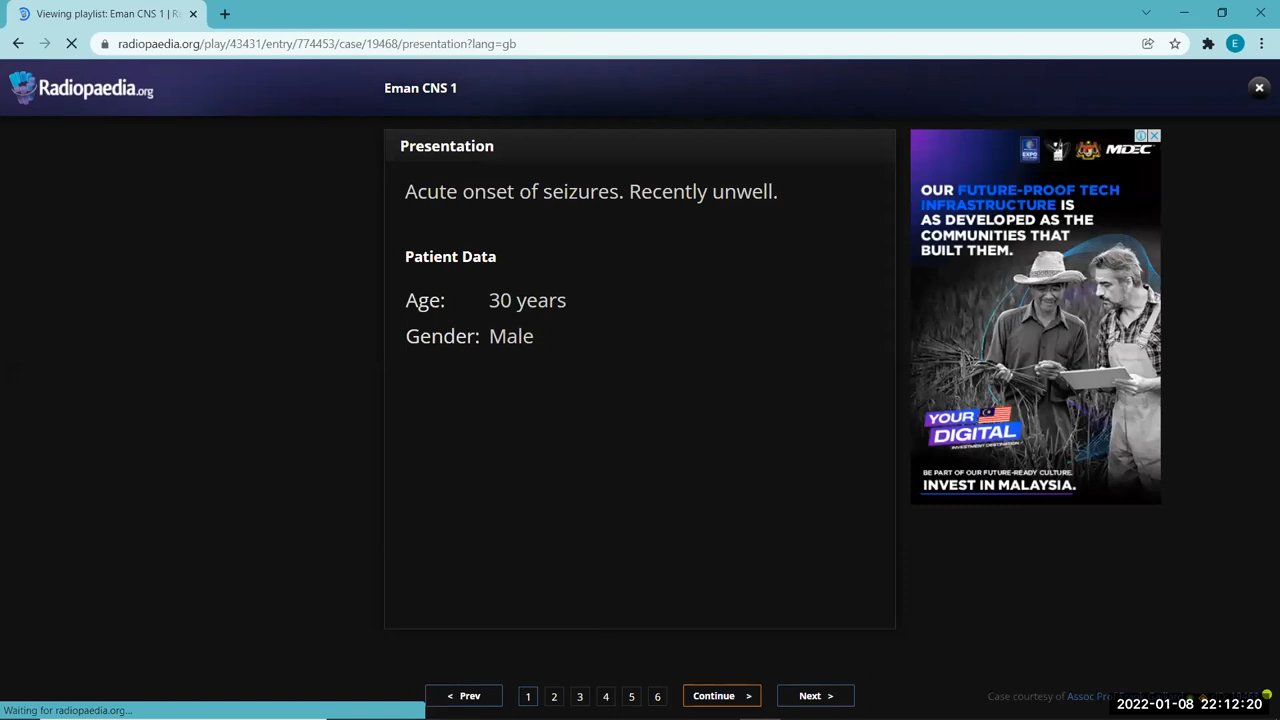 Viewing playlist: Eman CNS 1 | R
radiopaedia.org/play/43431/entry/774453/case/19468/presentation?lang=gb
E
Radiopaedia.org
Eman CNS 1
Presentation
Acute onset of seizures. Recently unwell.
Patient Data
Age: 30 years
Gender: Male
EXPO
MDEC
OUR FUTURE-PROOF TECH
INFRASTRUCTURE IS
AS DEVELOPED AS THE
COMMUNITIES THAT
BUILT THEM.
YOUR
DIGITAL
INVESTMENT DESTINATION
BE PART OF OUR FUTURE-READY CULTURE.
INVEST IN MALAYSIA.
< Prev 1 2 3 4 5 6 Continue > Next >
Case courtesy of Assoc
Waiting for radiopaedia.org...
2022-01-08 22:12:20